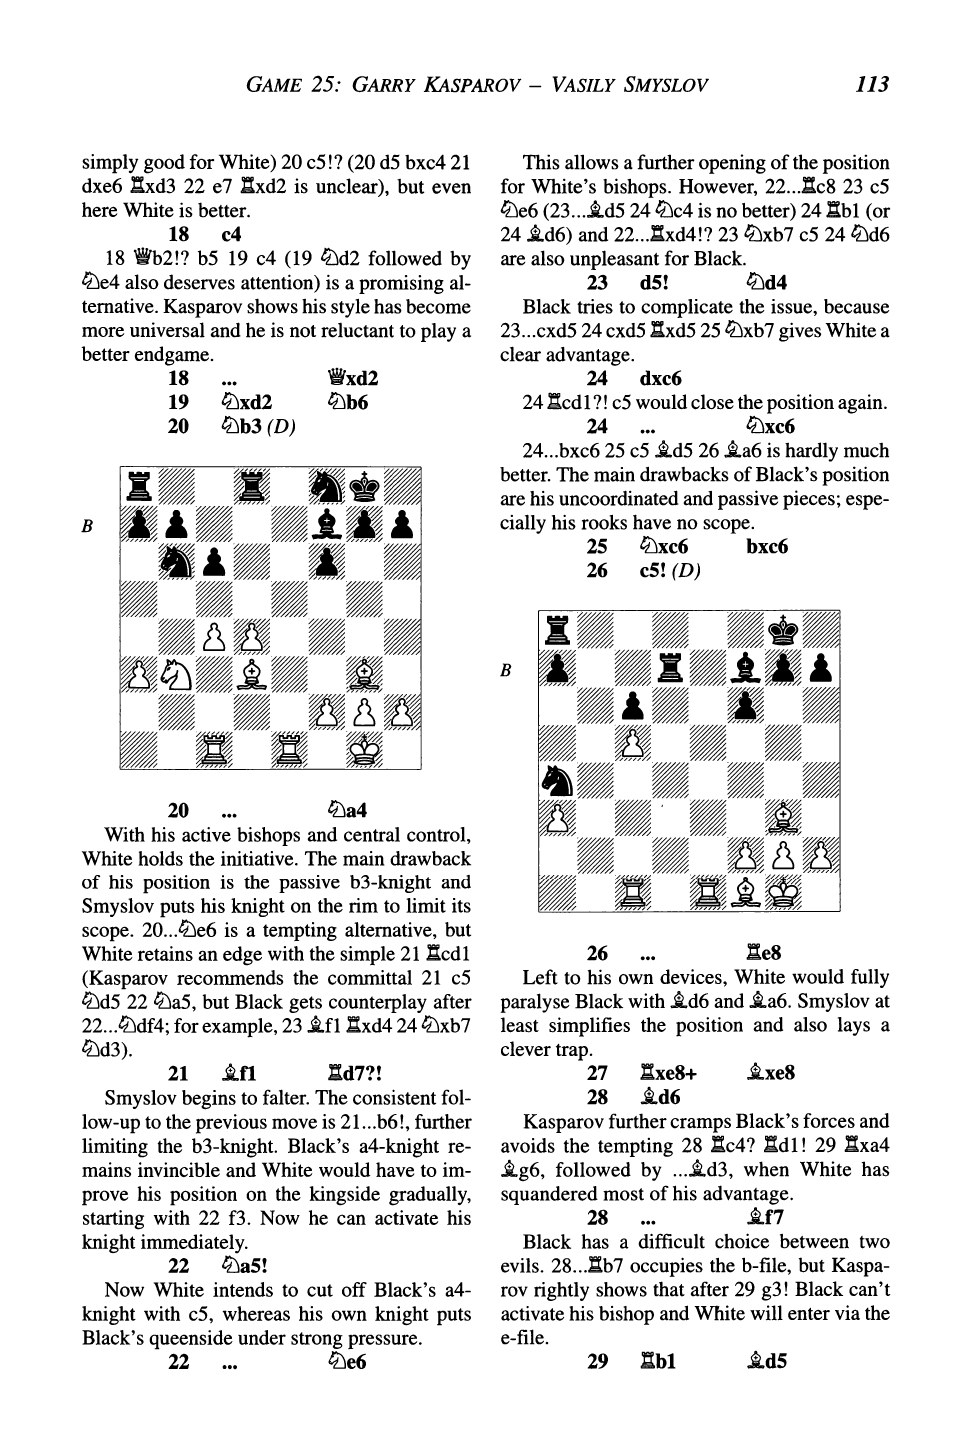 GAME 25: GARRY KASPAROV – VASILY SMYSLOV 113
simply good for White) 20 c5!? (20 d5 bxc4 21
dxe6 ♖xd3 22 e7 ♖xd2 is unclear), but even
here White is better.
18 c4
18 ♕b2!? b5 19 c4 (19 ♘d2 followed by
♘e4 also deserves attention) is a promising al-
ternative. Kasparov shows his style has become
more universal and he is not reluctant to play a
better endgame.
18 ... ♕xd2
19 ♘xd2 ♘b6
20 ♘b3 (D)
B
20 ... ♘a4
With his active bishops and central control,
White holds the initiative. The main drawback
of his position is the passive b3-knight and
Smyslov puts his knight on the rim to limit its
scope. 20...♘e6 is a tempting alternative, but
White retains an edge with the simple 21 ♖cd1
(Kasparov recommends the committal 21 c5
♘d5 22 ♘a5, but Black gets counterplay after
22...♘df4; for example, 23 ♗f1 ♖xd4 24 ♘xb7
♘d3).
21 ♗f1 ♖d7?!
Smyslov begins to falter. The consistent fol-
low-up to the previous move is 21...b6!, further
limiting the b3-knight. Black's a4-knight re-
mains invincible and White would have to im-
prove his position on the kingside gradually,
starting with 22 f3. Now he can activate his
knight immediately.
22 ♘a5!
Now White intends to cut off Black's a4-
knight with c5, whereas his own knight puts
Black's queenside under strong pressure.
22 ... ♘e6
This allows a further opening of the position
for White's bishops. However, 22...♖c8 23 c5
♘e6 (23...♗d5 24 ♘c4 is no better) 24 ♖b1 (or
24 ♗d6) and 22...♖xd4!? 23 ♘xb7 c5 24 ♘d6
are also unpleasant for Black.
23 d5! ♘d4
Black tries to complicate the issue, because
23...cxd5 24 cxd5 ♖xd5 25 ♘xb7 gives White a
clear advantage.
24 dxc6
24 ♖cd1?! c5 would close the position again.
24 ... ♘xc6
24...bxc6 25 c5 ♗d5 26 ♗a6 is hardly much
better. The main drawbacks of Black's position
are his uncoordinated and passive pieces; espe-
cially his rooks have no scope.
25 ♘xc6 bxc6
26 c5! (D)
B
26 ... ♖e8
Left to his own devices, White would fully
paralyse Black with ♗d6 and ♗a6. Smyslov at
least simplifies the position and also lays a
clever trap.
27 ♖xe8+ ♗xe8
28 ♗d6
Kasparov further cramps Black's forces and
avoids the tempting 28 ♖c4? ♖d1! 29 ♖xa4
♗g6, followed by ...♗d3, when White has
squandered most of his advantage.
28 ... ♗f7
Black has a difficult choice between two
evils. 28...♖b7 occupies the b-file, but Kaspa-
rov rightly shows that after 29 g3! Black can't
activate his bishop and White will enter via the
e-file.
29 ♖b1 ♗d5